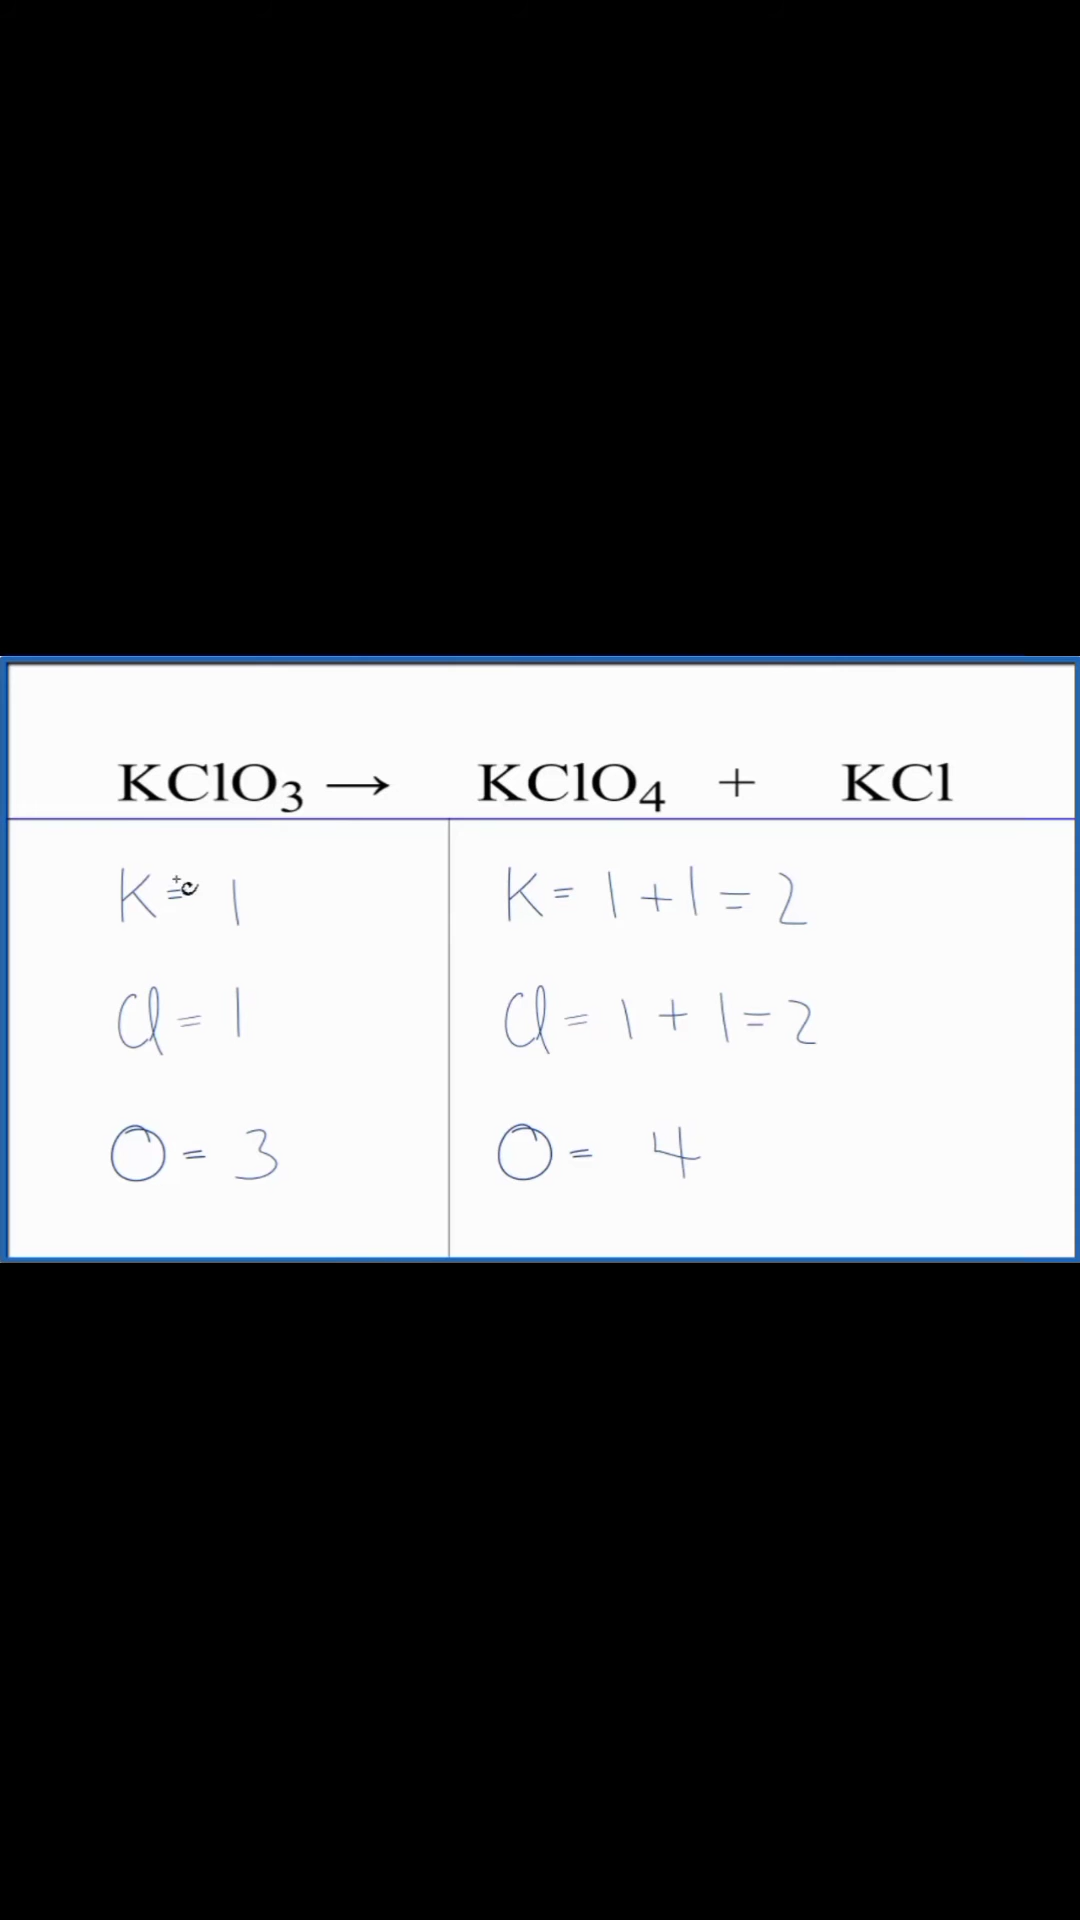 KClO₃ → KClO₄ + KCl
K = 1 K = 1 + 1 = 2
Cl = 1 Cl = 1 + 1 = 2
O = 3 O = 4